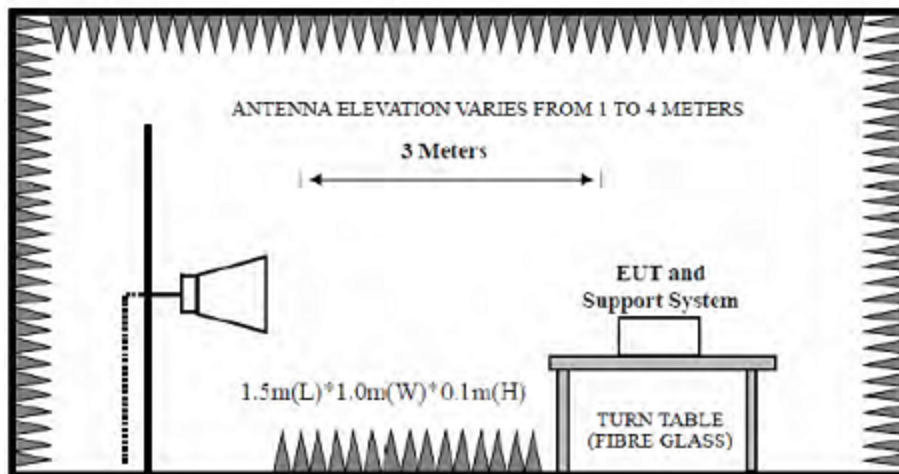 ANTENNA ELEVATION VARIES FROM 1 TO 4 METERS
3 Meters
EUT and
Support System
1.5m(L)*1.0m(W)*0.1m(H)
TURN TABLE
(FIBRE GLASS)